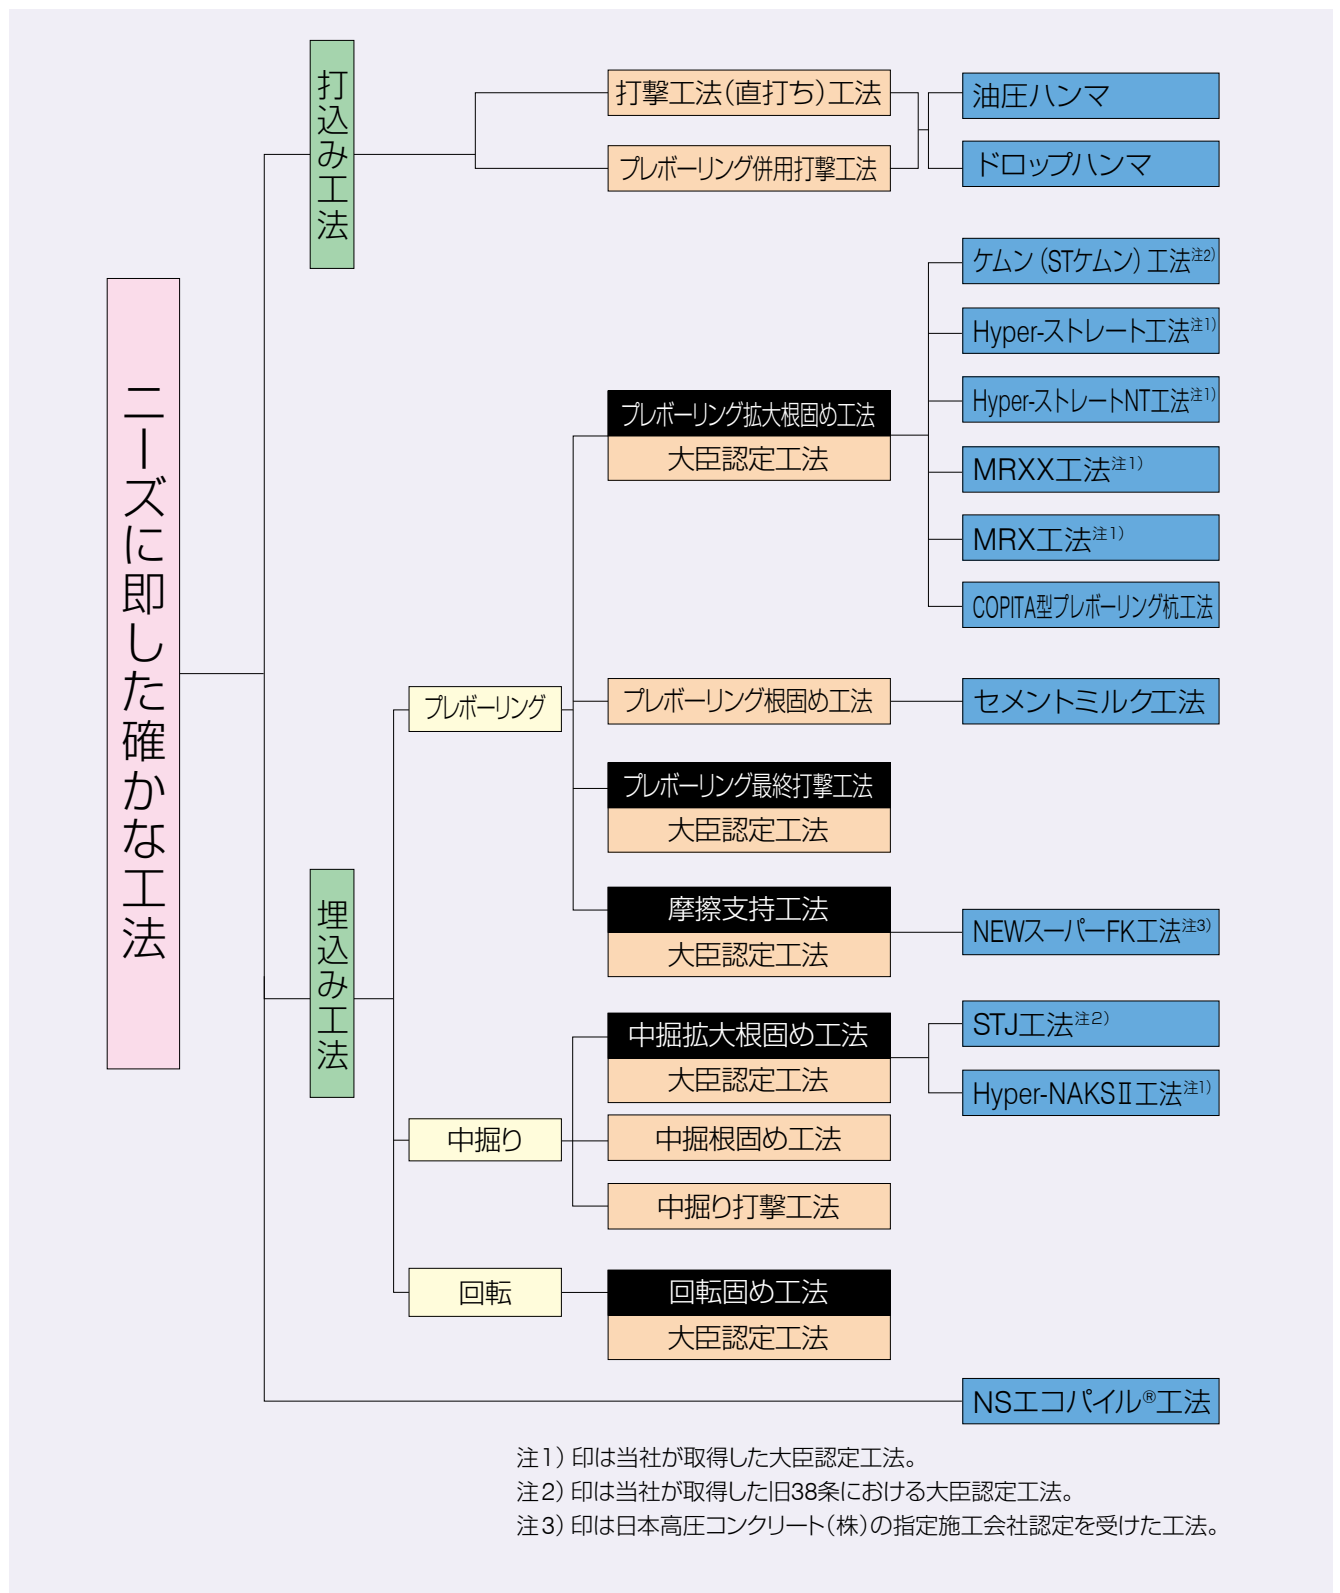 ニーズに即した確かな工法
打込み工法
打撃工法(直打ち)工法
プレボーリング併用打撃工法
油圧ハンマ
ドロップハンマ
埋込み工法
プレボーリング
プレボーリング拡大根固め工法
大臣認定工法
ケムン(STケムン)工法注2)
Hyper-ストレート工法注1)
Hyper-ストレートNT工法注1)
MRXX工法注1)
MRX工法注1)
COPITA型プレボーリング杭工法
プレボーリング根固め工法
セメントミルク工法
プレボーリング最終打撃工法
大臣認定工法
摩擦支持工法
大臣認定工法
NEWスーパーFK工法注3)
中掘り
中掘拡大根固め工法
大臣認定工法
STJ工法注2)
Hyper-NAKSⅡ工法注1)
中掘根固め工法
中掘り打撃工法
回転
回転固め工法
大臣認定工法
NSエコパイル®工法
注1)印は当社が取得した大臣認定工法。
注2)印は当社が取得した旧38条における大臣認定工法。
注3)印は日本高圧コンクリート(株)の指定施工会社認定を受けた工法。